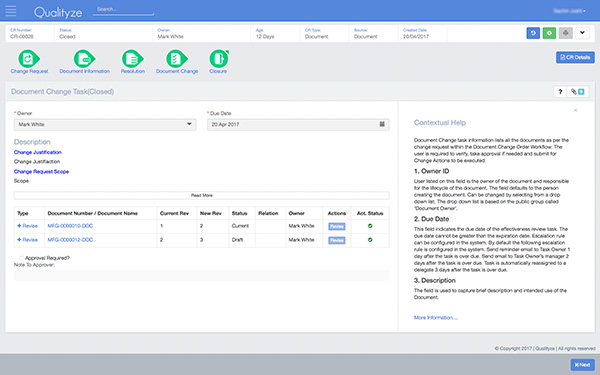 Qualityze
Search...
CR Number
CR-00028
Status
Closed
Owner
Mark White
Age
12 Days
CR Type
Document
Source
Document
Created Date
20/04/2017
Change Request
Document Information
Resolution
Document Change
Closure
CR Details
Document Change Task(Closed)
?
* Owner
Mark White
* Due Date
20 Apr 2017
Description
Change Justification
Change Justifiaction
Change Request Scope
Scope
Read More
Type Document Number / Document Name Current Rev New Rev Status Relation Owner Actions Act. Status
Revise MFG-0000010-DOC 1 2 Current Mark White Revise
Revise MFG-0000012-DOC 2 3 Draft Mark White Revise
Approval Required?
Note To Approver:
Contextual Help
Document Change task information lists all the documents as per the
change request within the Document Change Order Workflow. The
user is required to verify, take approval if needed and submit for
Change Actions to be executed.
1. Owner ID
User listed on this field is the owner of the document and responsible
for the lifecycle of the document. The field defaults to the person
creating the document. Can be changed by selecting from a drop
down list. The drop down list is based on the public group called
"Document Owner".
2. Due Date
This field indicates the due date of the effectiveness review task. The
due date cannot be greater than the expiration date. Escalation rule
can be configured in the system. By default the following escalation
rule is configured in the system. Send reminder email to Task Owner 1
day after the task is over due. Send email to Task Owner's manager 2
days after the task is over due. Task is automatically reassigned to a
delegate 3 days after the task is over due.
3. Description
The field is used to capture brief description and intended use of the
Document.
More Information...
© Copyright 2017 | Qualityze | All rights reserved
Next